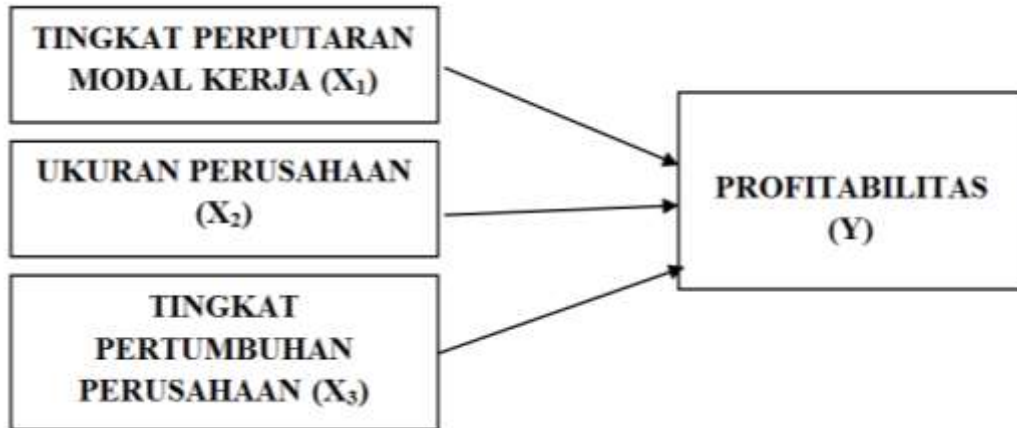 TINGKAT PERPUTARAN
MODAL KERJA (X₁)
UKURAN PERUSAHAAN
(X₂)
TINGKAT
PERTUMBUHAN
PERUSAHAAN (X₃)
PROFITABILITAS
(Y)